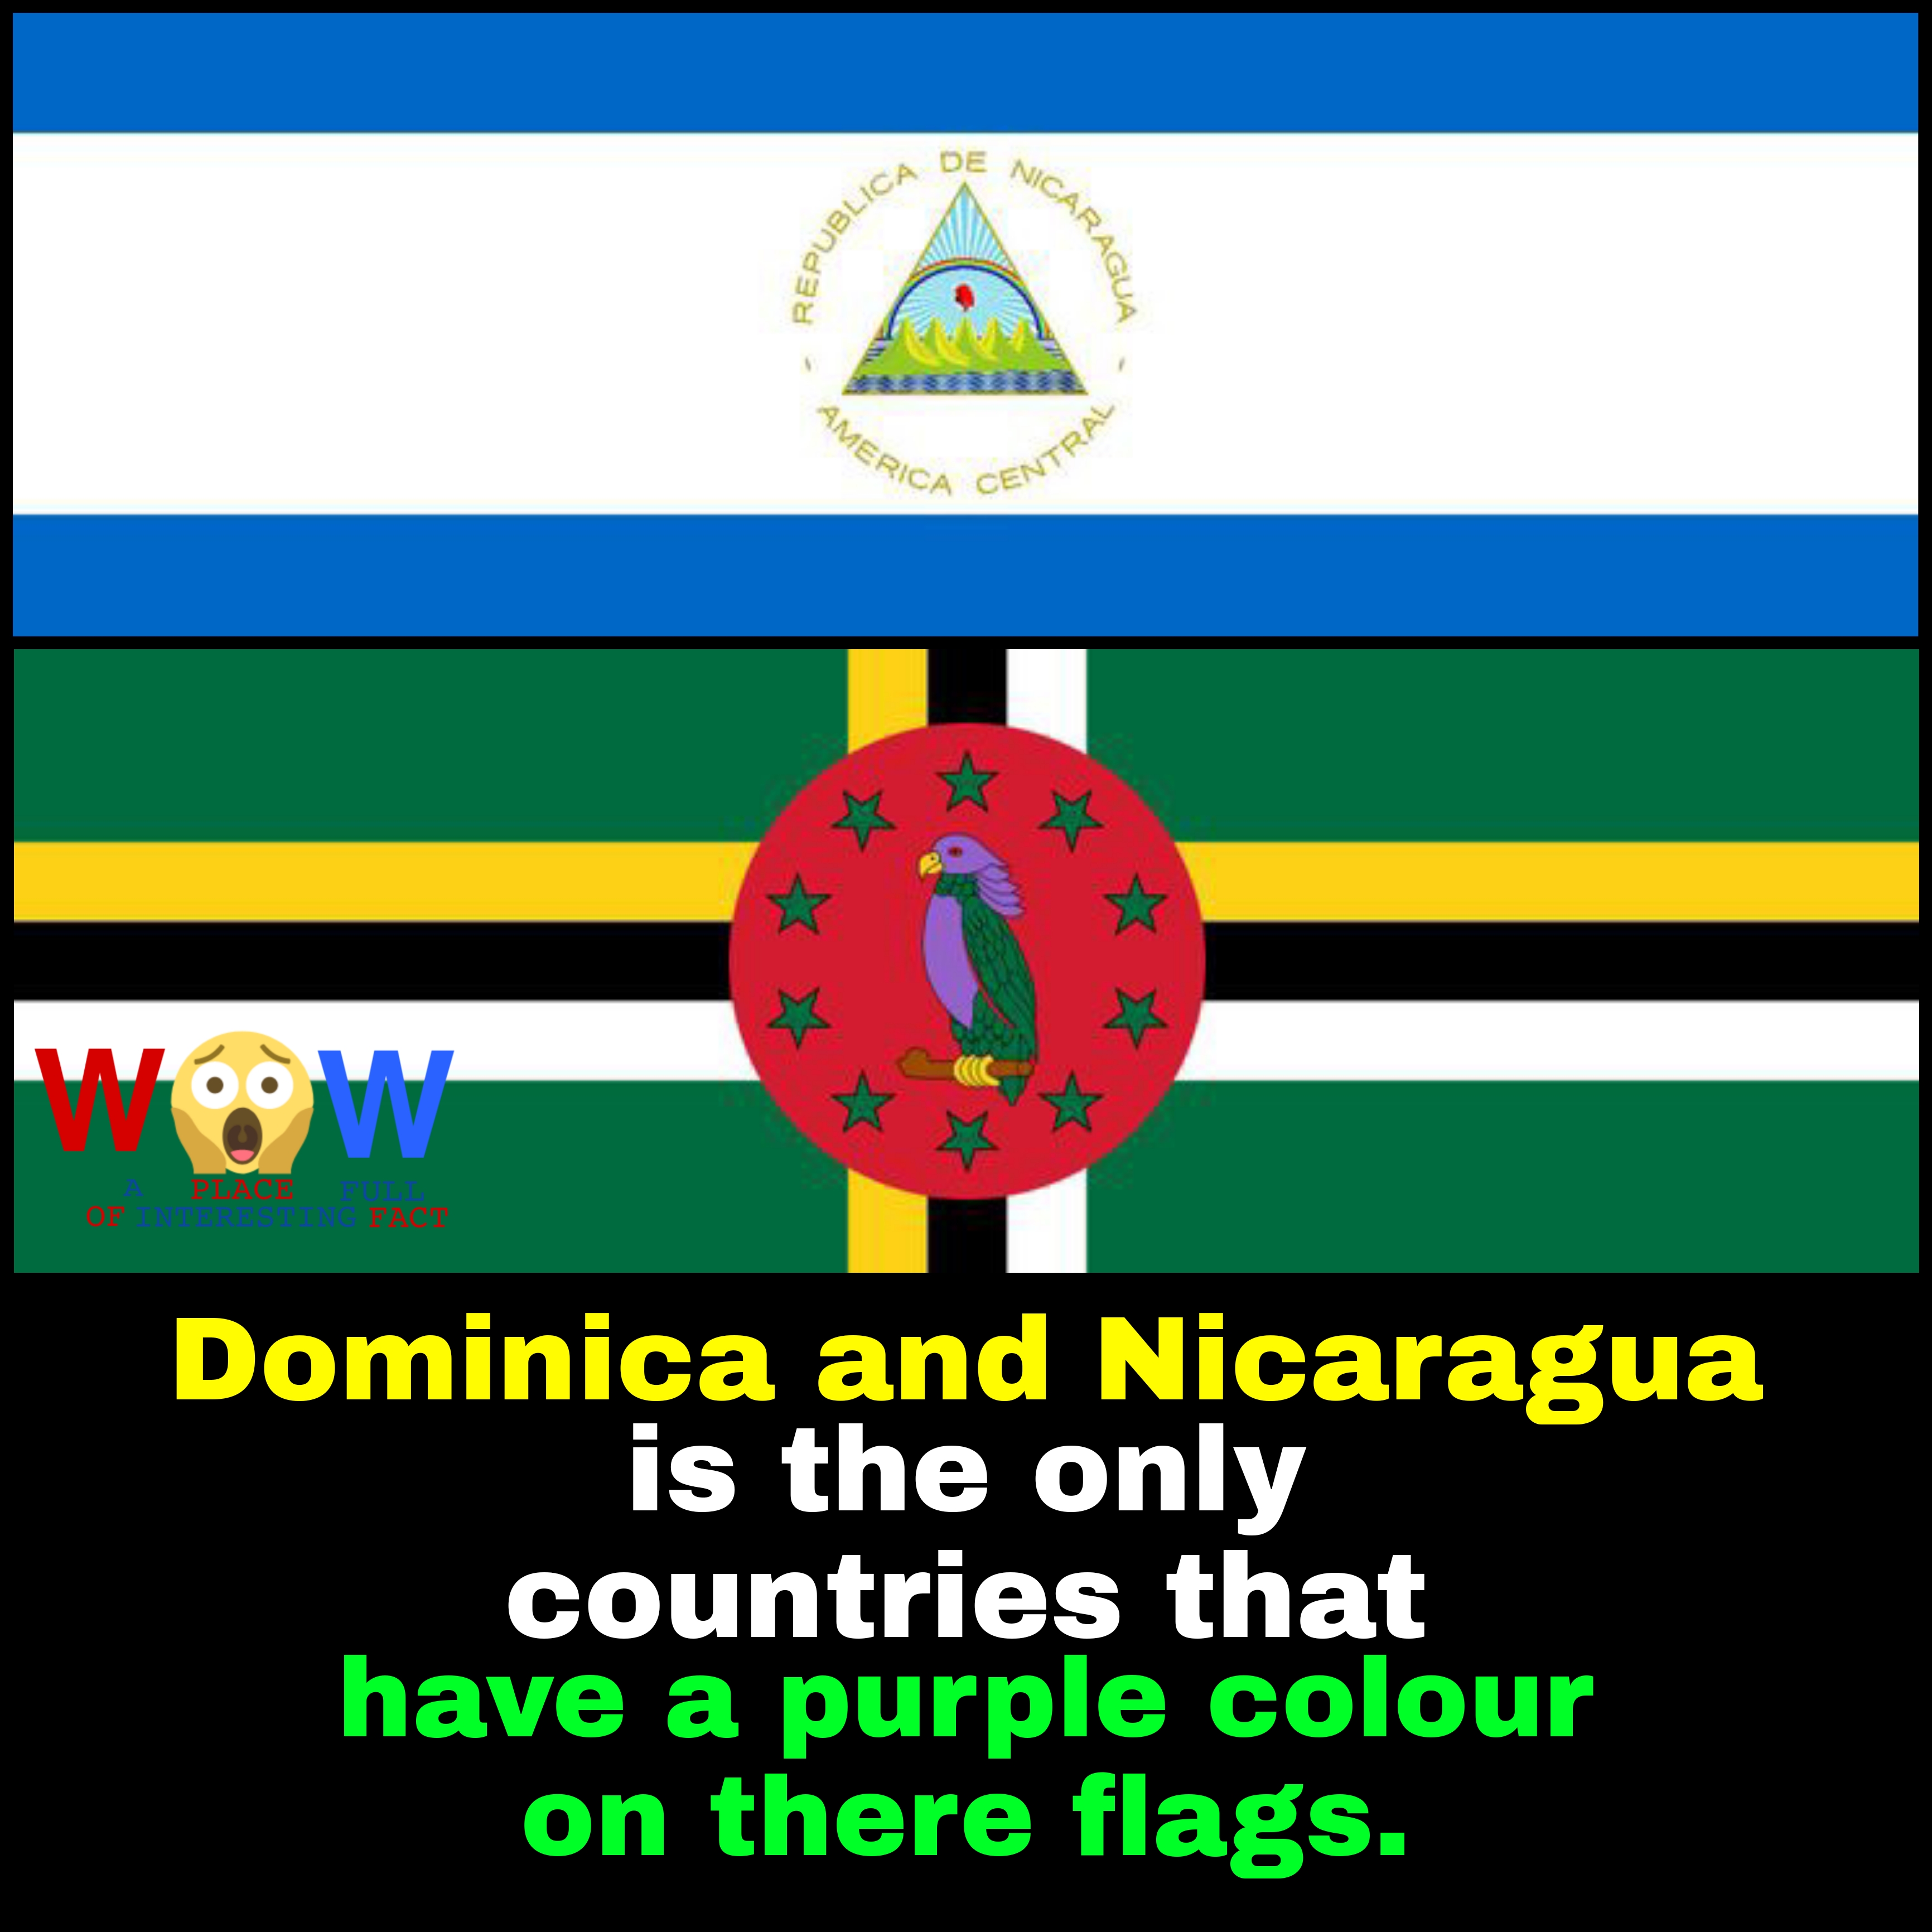 REPUBLICA DE NICARAGUA
- AMERICA CENTRAL -
WOW
A PLACE FULL
OF INTERESTING FACT
Dominica and Nicaragua
is the only
countries that
have a purple colour
on there flags.